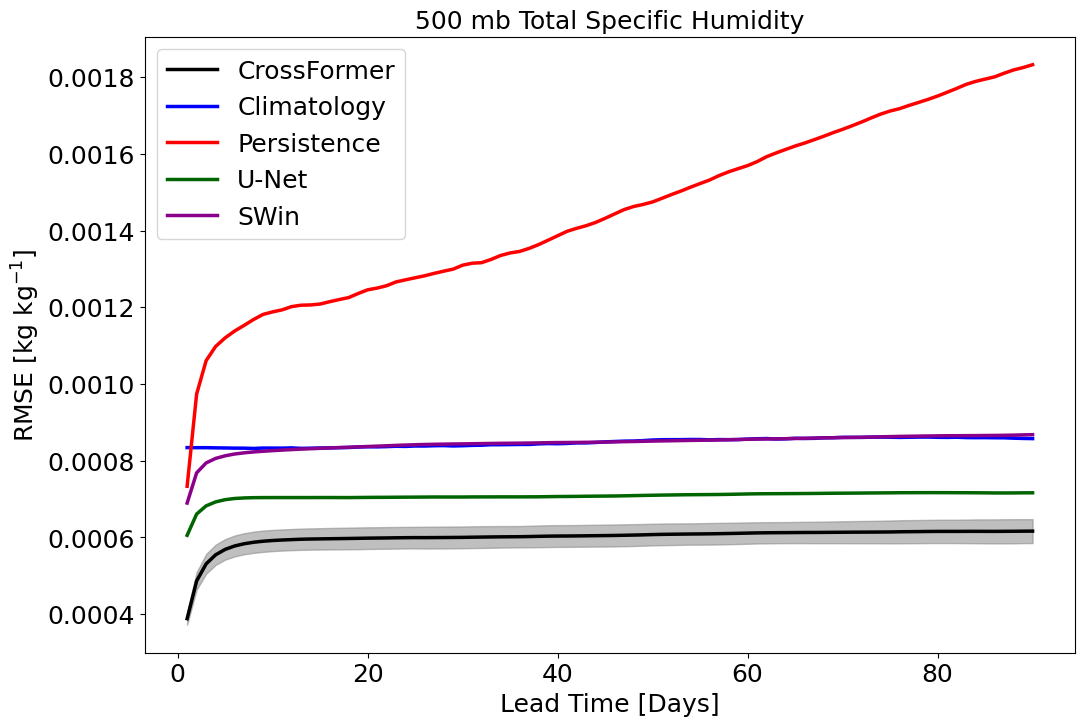 500 mb Total Specific Humidity
CrossFormer
Climatology
Persistence
U-Net
SWin
RMSE [kg kg⁻¹]
0.0018
0.0016
0.0014
0.0012
0.0010
0.0008
0.0006
0.0004
0 20 40 60 80
Lead Time [Days]